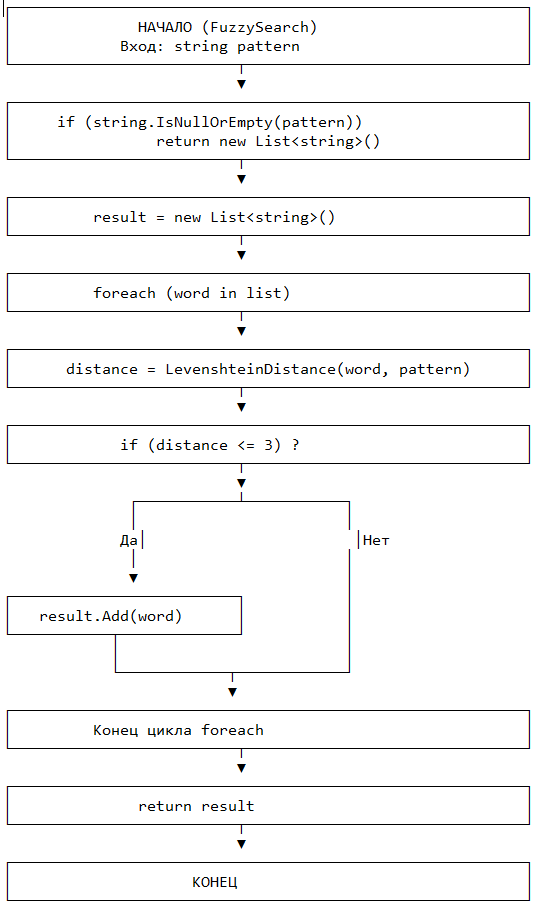 НАЧАЛО (FuzzySearch)
Вход: string pattern
if (string.IsNullOrEmpty(pattern))
return new List<string>()
result = new List<string>()
foreach (word in list)
distance = LevenshteinDistance(word, pattern)
if (distance <= 3) ?
Да
Нет
result.Add(word)
Конец цикла foreach
return result
КОНЕЦ